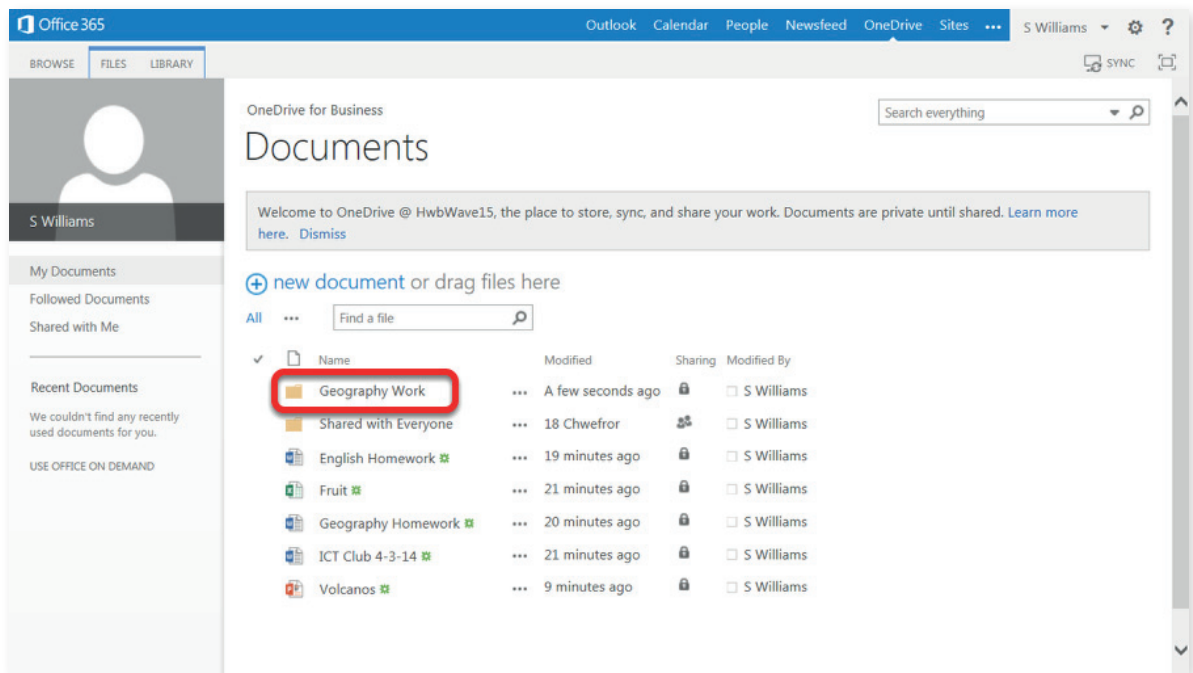 Office 365
Outlook Calendar People Newsfeed OneDrive Sites ••• S Williams ?
BROWSE FILES LIBRARY SYNC
OneDrive for Business
Search everything
Documents
S Williams
Welcome to OneDrive @ HwbWave15, the place to store, sync, and share your work. Documents are private until shared. Learn more
here. Dismiss
My Documents
Followed Documents
Shared with Me
Recent Documents
We couldn't find any recently
used documents for you.
USE OFFICE ON DEMAND
new document or drag files here
All ••• Find a file
Name Modified Sharing Modified By
Geography Work ••• A few seconds ago S Williams
Shared with Everyone ••• 18 Chwefror S Williams
English Homework ••• 19 minutes ago S Williams
Fruit ••• 21 minutes ago S Williams
Geography Homework ••• 20 minutes ago S Williams
ICT Club 4-3-14 ••• 21 minutes ago S Williams
Volcanos ••• 9 minutes ago S Williams